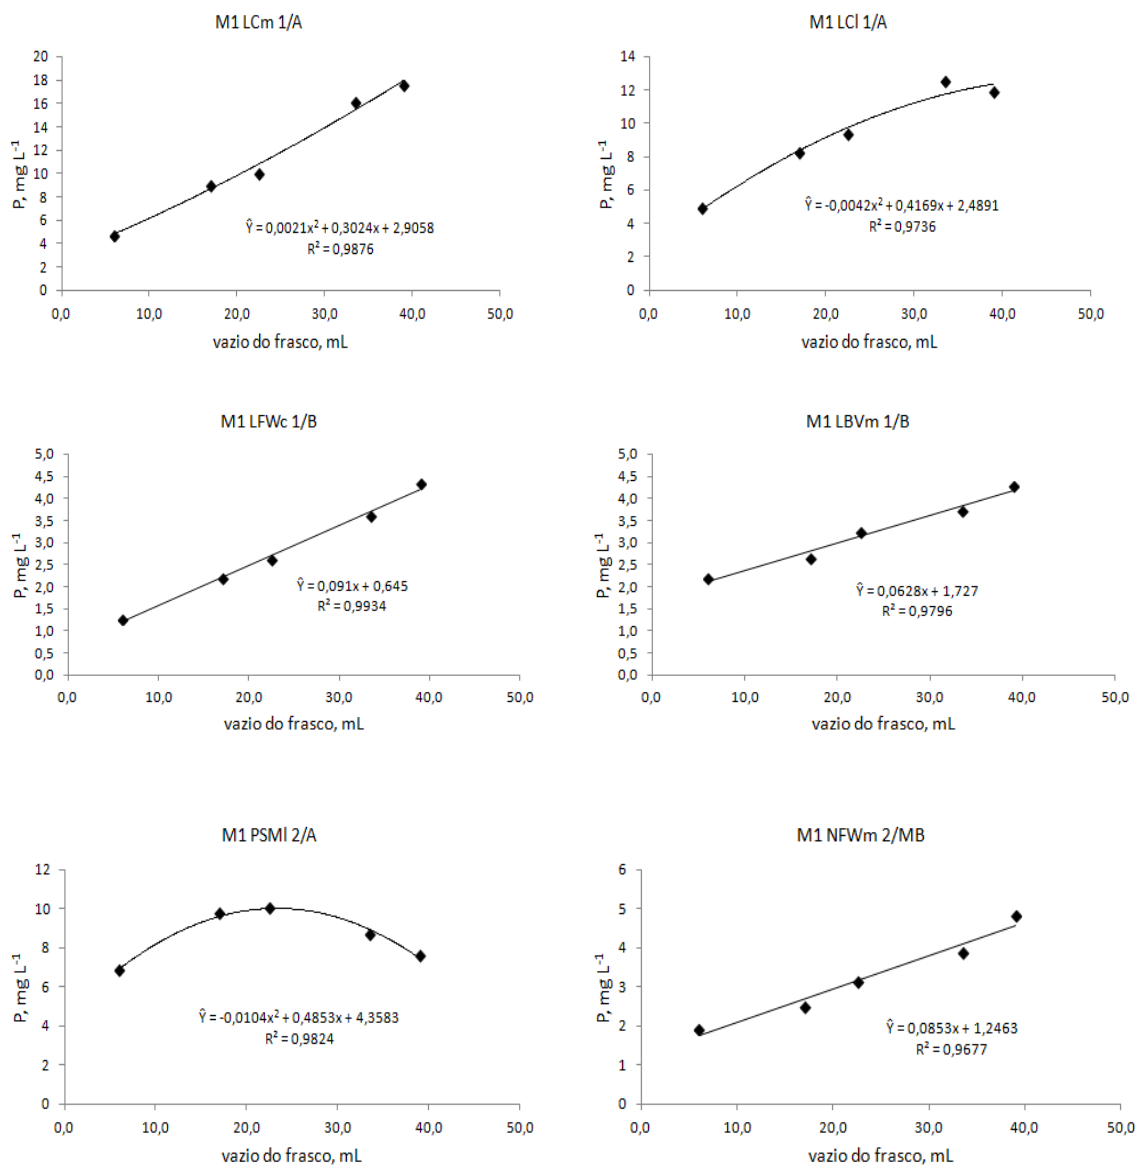 M1 LCm 1/A
P, mg L⁻¹
20
18
16
14
12
10
8
6
4
2
0
Ŷ = 0,0021x² + 0,3024x + 2,9058
R² = 0,9876
0,0 10,0 20,0 30,0 40,0 50,0
vazio do frasco, mL
M1 LCl 1/A
P, mg L⁻¹
14
12
10
8
6
4
2
0
Ŷ = -0,0042x² + 0,4169x + 2,4891
R² = 0,9736
0,0 10,0 20,0 30,0 40,0 50,0
vazio do frasco, mL
M1 LFWc 1/B
P, mg L⁻¹
5,0
4,5
4,0
3,5
3,0
2,5
2,0
1,5
1,0
0,5
0,0
Ŷ = 0,091x + 0,645
R² = 0,9934
0,0 10,0 20,0 30,0 40,0 50,0
vazio do frasco, mL
M1 LBVm 1/B
P, mg L⁻¹
5,0
4,5
4,0
3,5
3,0
2,5
2,0
1,5
1,0
0,5
0,0
Ŷ = 0,0628x + 1,727
R² = 0,9796
0,0 10,0 20,0 30,0 40,0 50,0
vazio do frasco, mL
M1 PSMl 2/A
P, mg L⁻¹
12
10
8
6
4
2
0
Ŷ = -0,0104x² + 0,4853x + 4,3583
R² = 0,9824
0,0 10,0 20,0 30,0 40,0 50,0
vazio do frasco, mL
M1 NFWm 2/MB
P, mg L⁻¹
6
5
4
3
2
1
0
Ŷ = 0,0853x + 1,2463
R² = 0,9677
0,0 10,0 20,0 30,0 40,0 50,0
vazio do frasco, mL